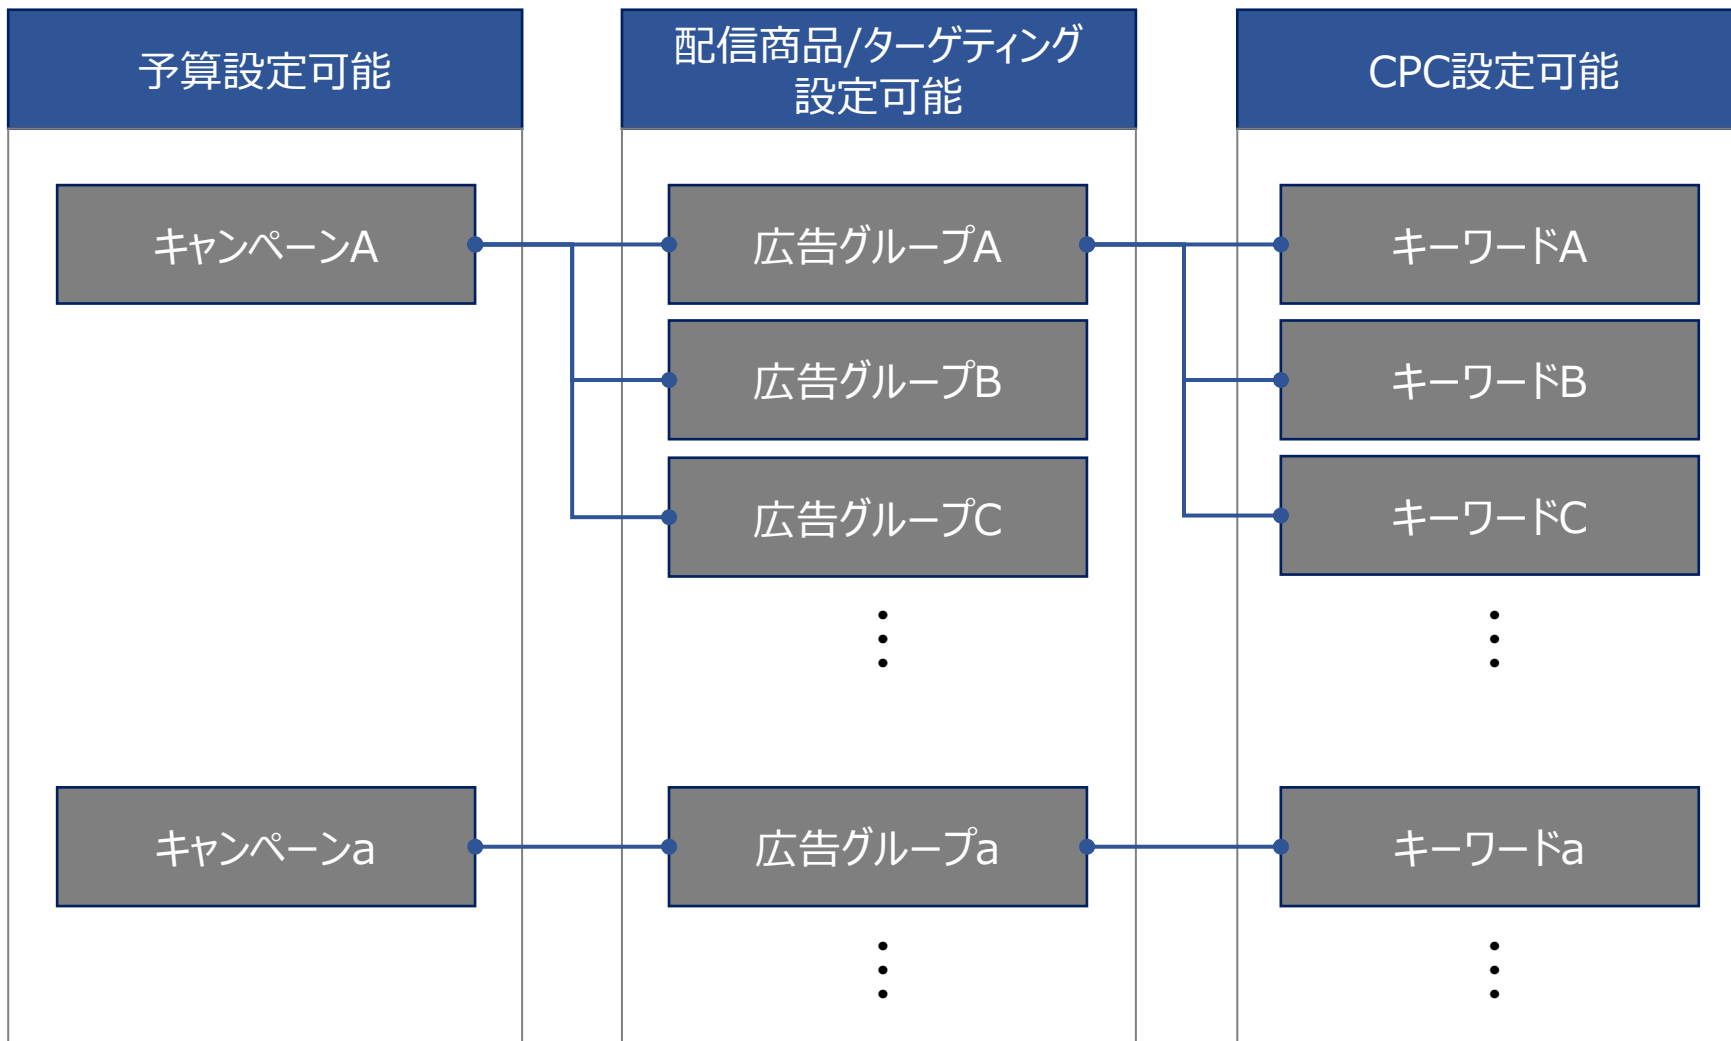 予算設定可能
配信商品/ターゲティング
設定可能
CPC設定可能
キャンペーンA
広告グループA
キーワードA
広告グループB
キーワードB
広告グループC
キーワードC
キャンペーンa
広告グループa
キーワードa